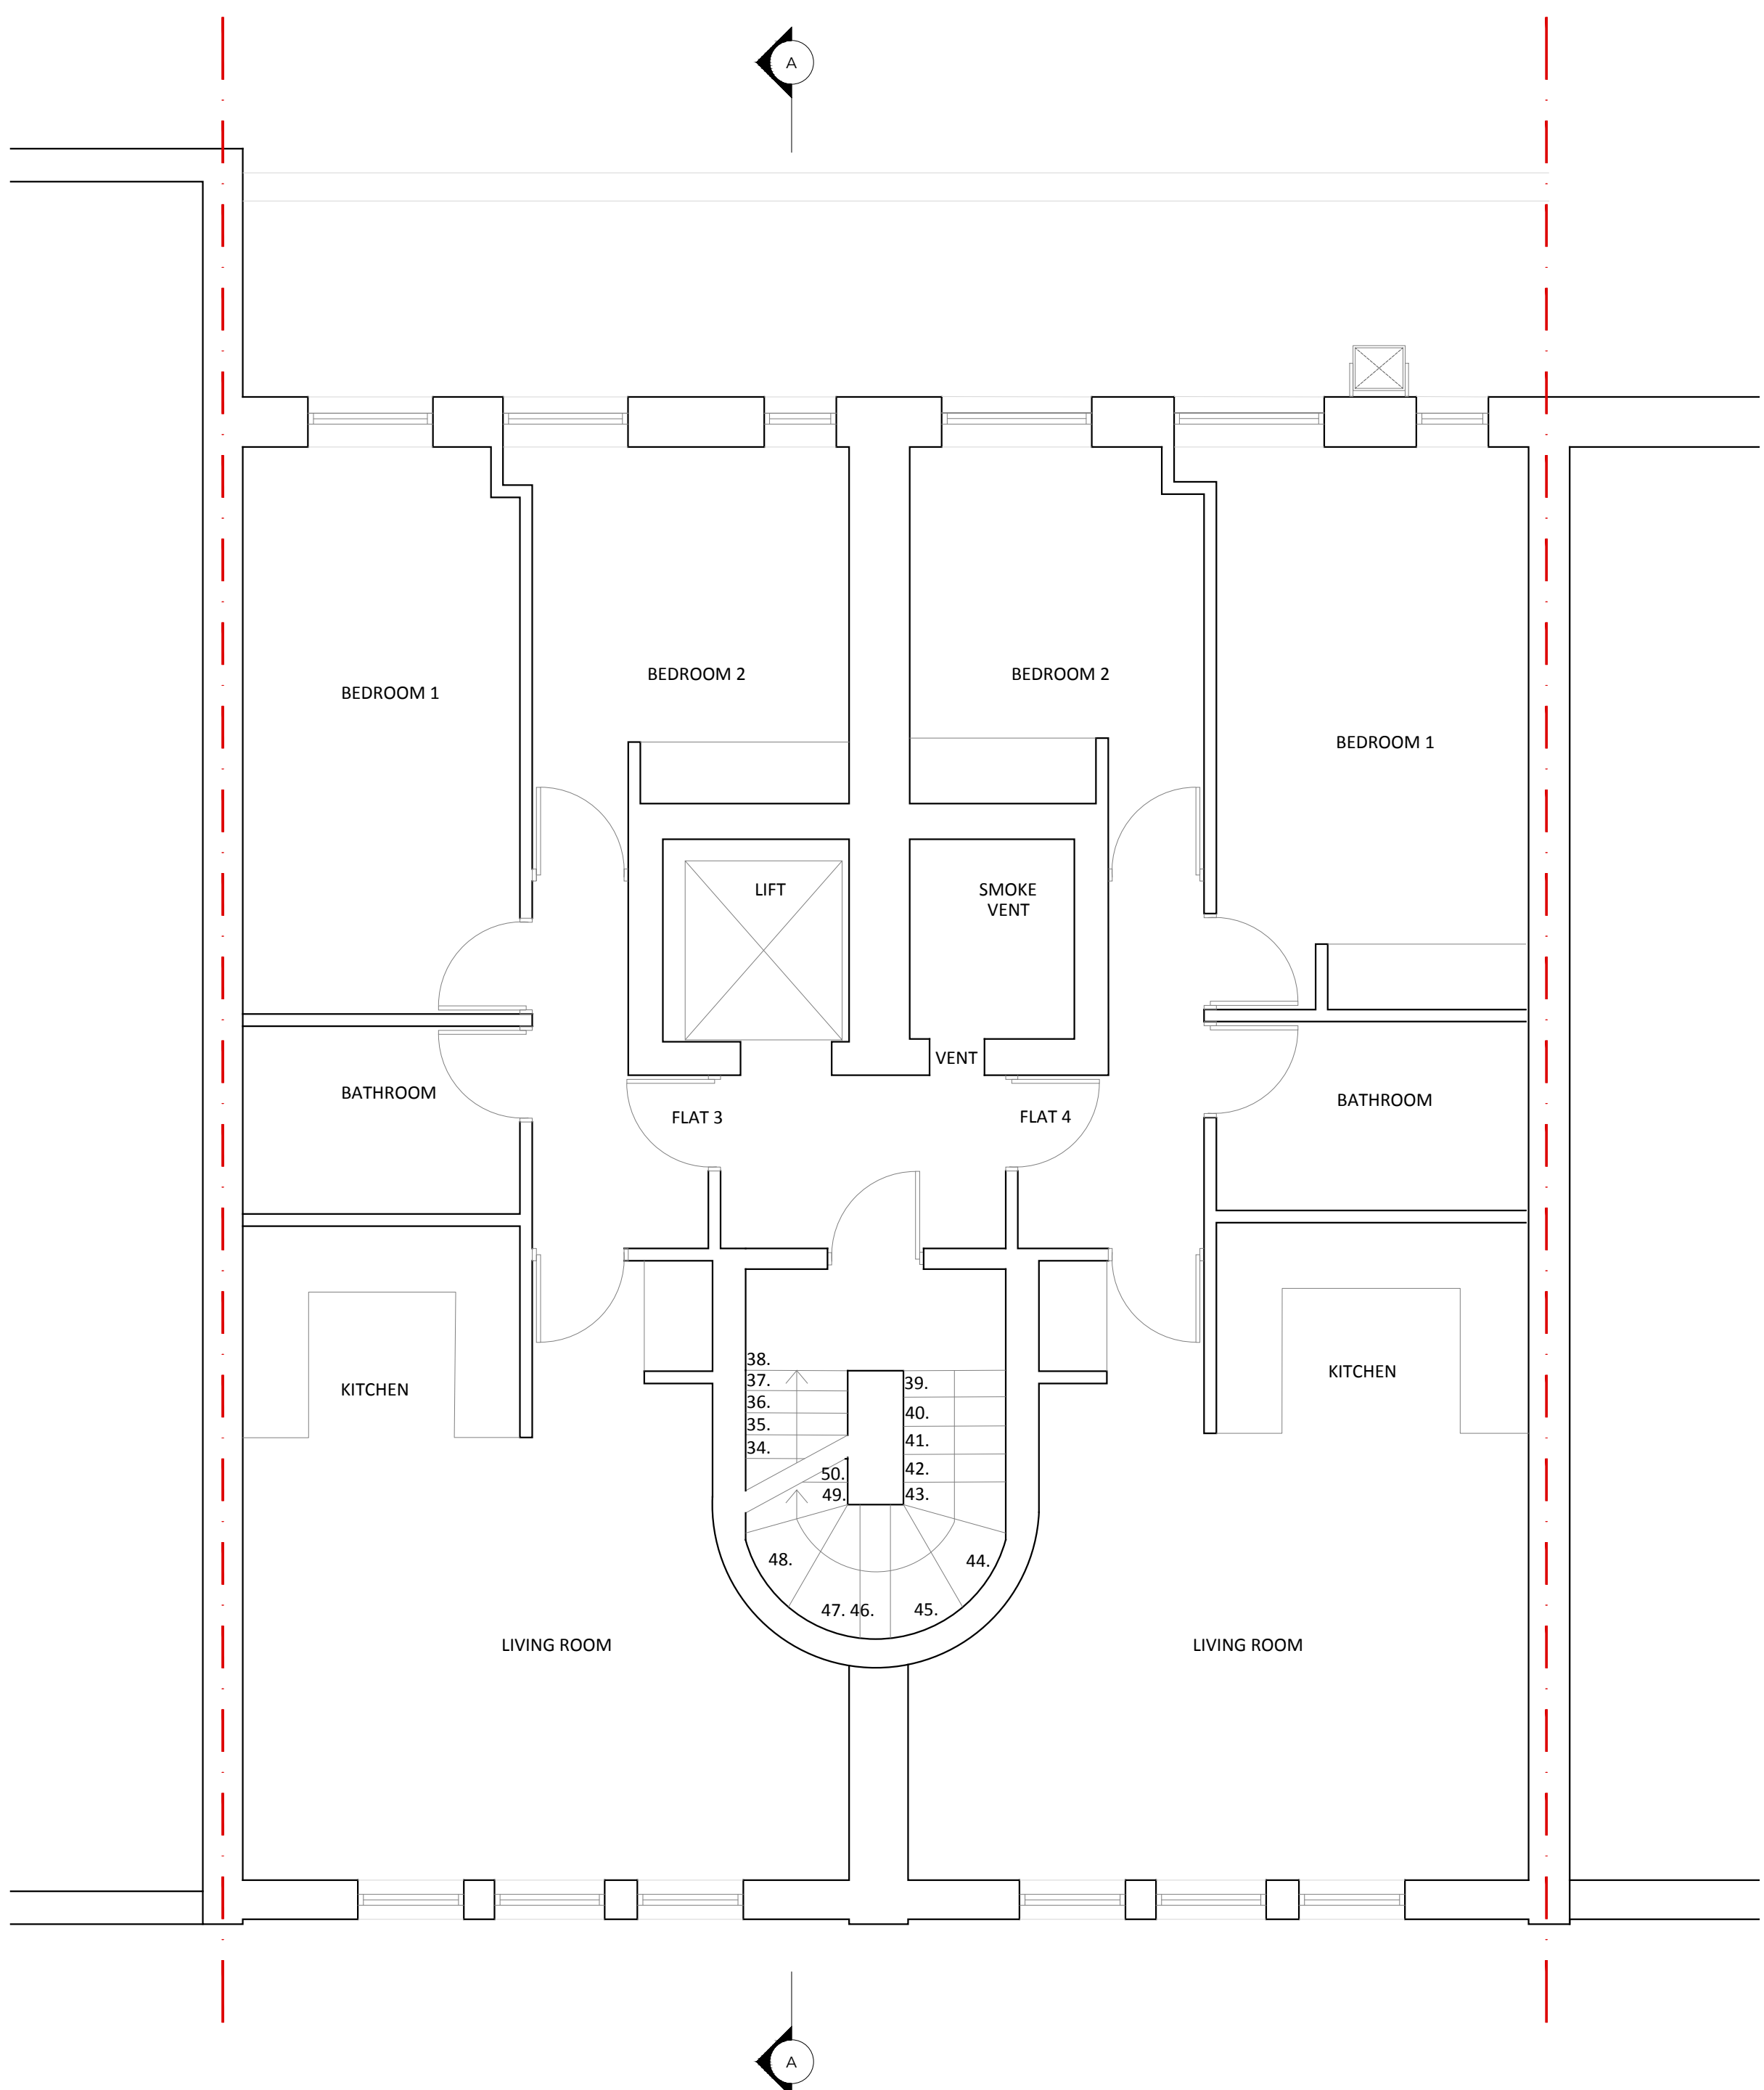 A
BEDROOM 2
BEDROOM 2
BEDROOM 1
BEDROOM 1
LIFT
SMOKE
VENT
VENT
BATHROOM
BATHROOM
FLAT 3
FLAT 4
38.
37.
36.
35.
34.
39.
40.
41.
42.
43.
50.
49.
48.
47. 46.
45.
44.
KITCHEN
KITCHEN
LIVING ROOM
LIVING ROOM
A